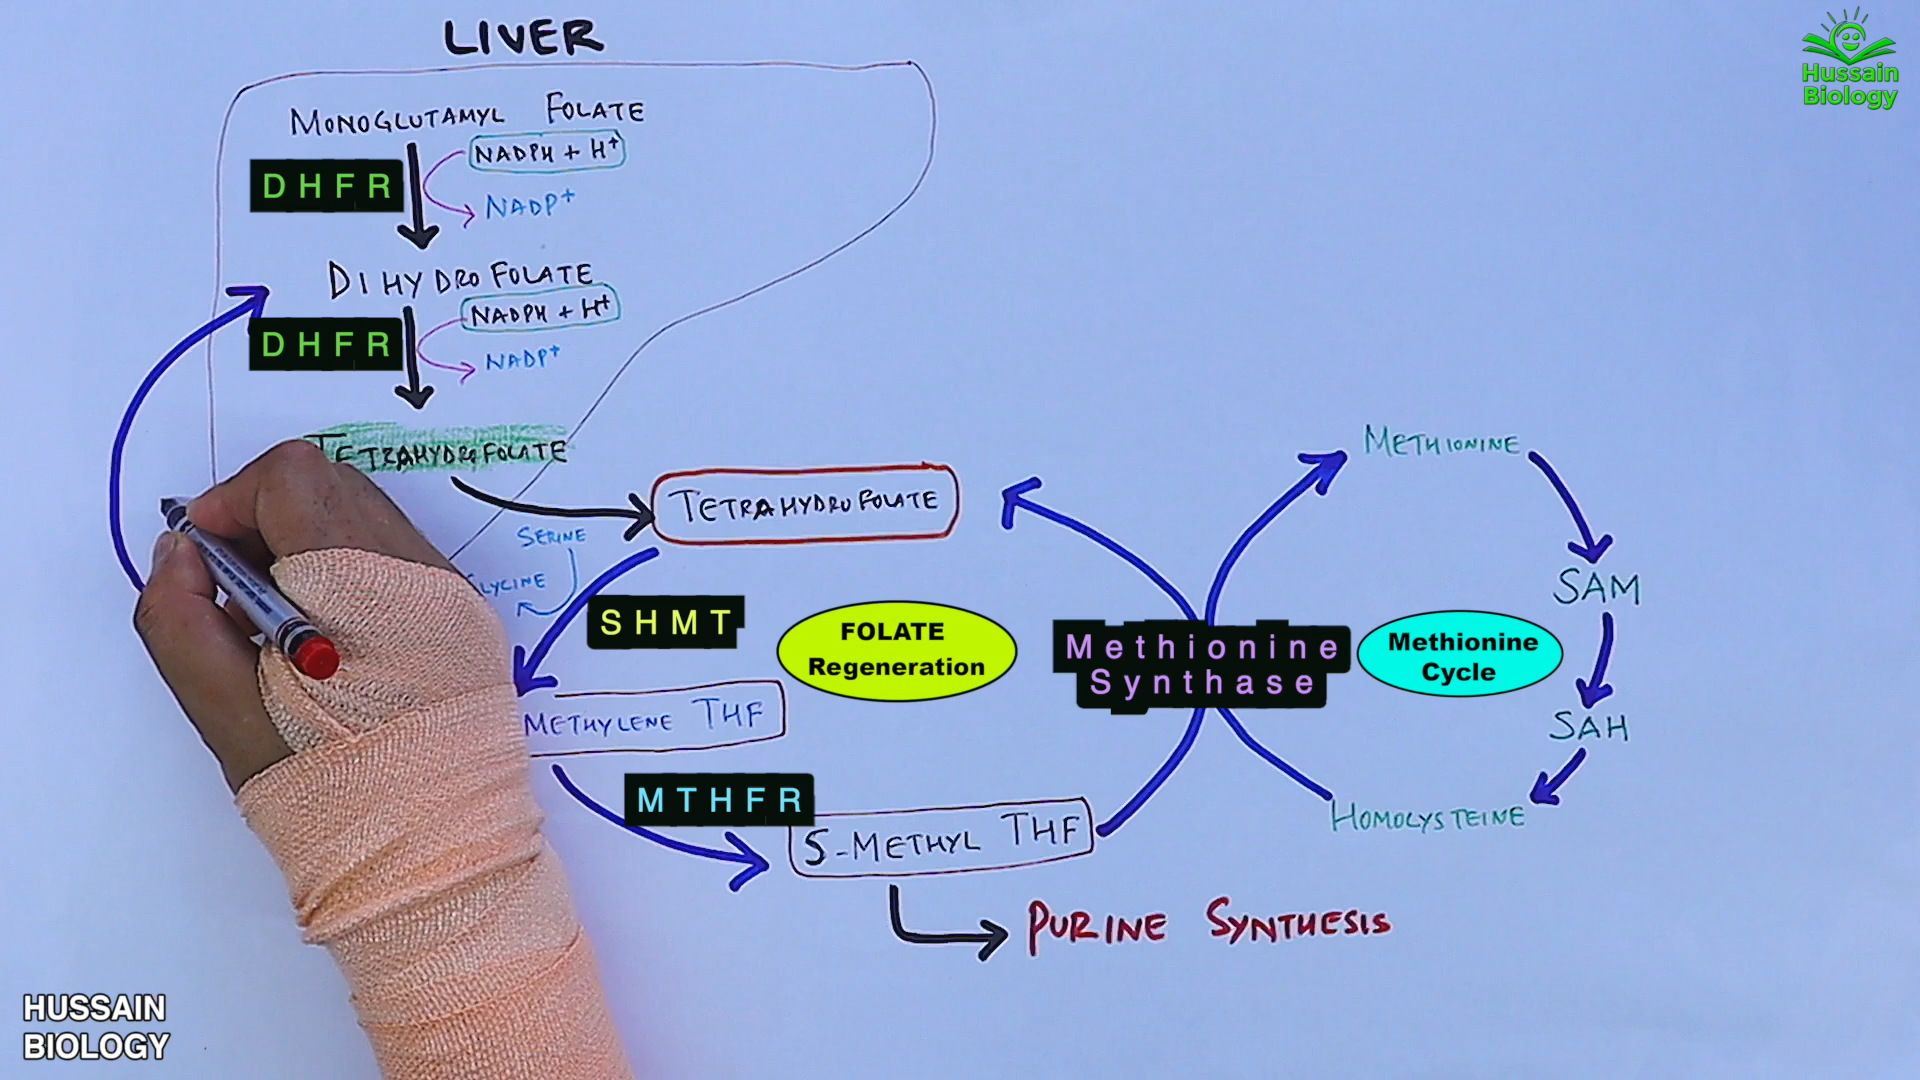 LIVER
Hussain
Biology
MONOGLUTAMYL FOLATE
NADPH + H+
DHFR
NADP+
DIHYDROFOLATE
NADPH + H+
DHFR
NADP+
TETRAHYDROFOLATE
TETRAHYDROFOLATE
METHIONINE
SERINE
GLYCINE
SAM
SHMT
FOLATE
Regeneration
Methionine
Synthase
Methionine
Cycle
METHYLENE THF
SAH
MTHFR
5-METHYL THF
HOMOLYSTEINE
PURINE SYNTHESIS
HUSSAIN
BIOLOGY